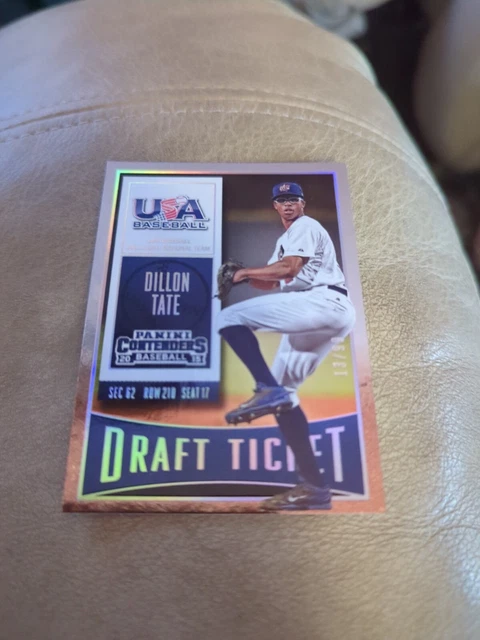 USA
BASEBALL
DILLON
TATE
PANINI
CONTENDERS
20 15
BASEBALL
SEC 62 ROW 210 SEAT 17
DRAFT TICKET